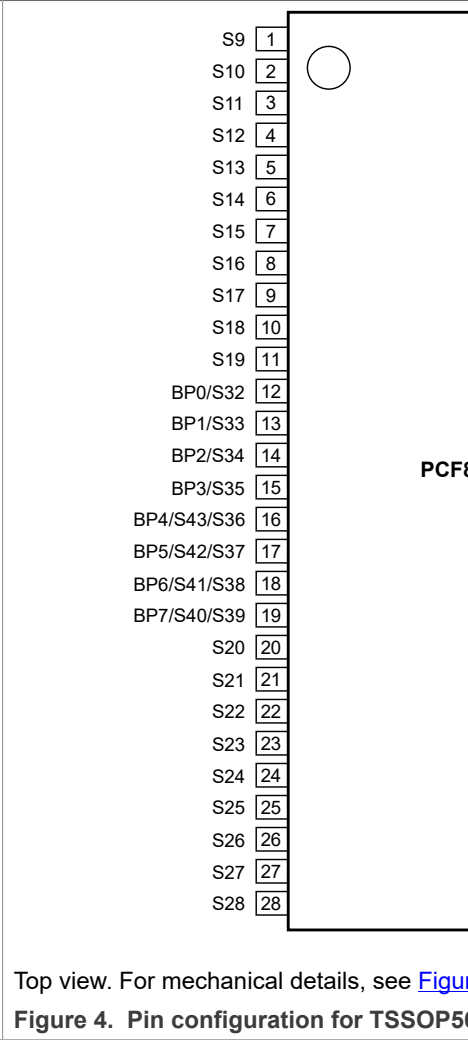 S9 1
S10 2
S11 3
S12 4
S13 5
S14 6
S15 7
S16 8
S17 9
S18 10
S19 11
BP0/S32 12
BP1/S33 13
BP2/S34 14
PCF8
BP3/S35 15
BP4/S43/S36 16
BP5/S42/S37 17
BP6/S41/S38 18
BP7/S40/S39 19
S20 20
S21 21
S22 22
S23 23
S24 24
S25 25
S26 26
S27 27
S28 28
Top view. For mechanical details, see Figur
Figure 4. Pin configuration for TSSOP56